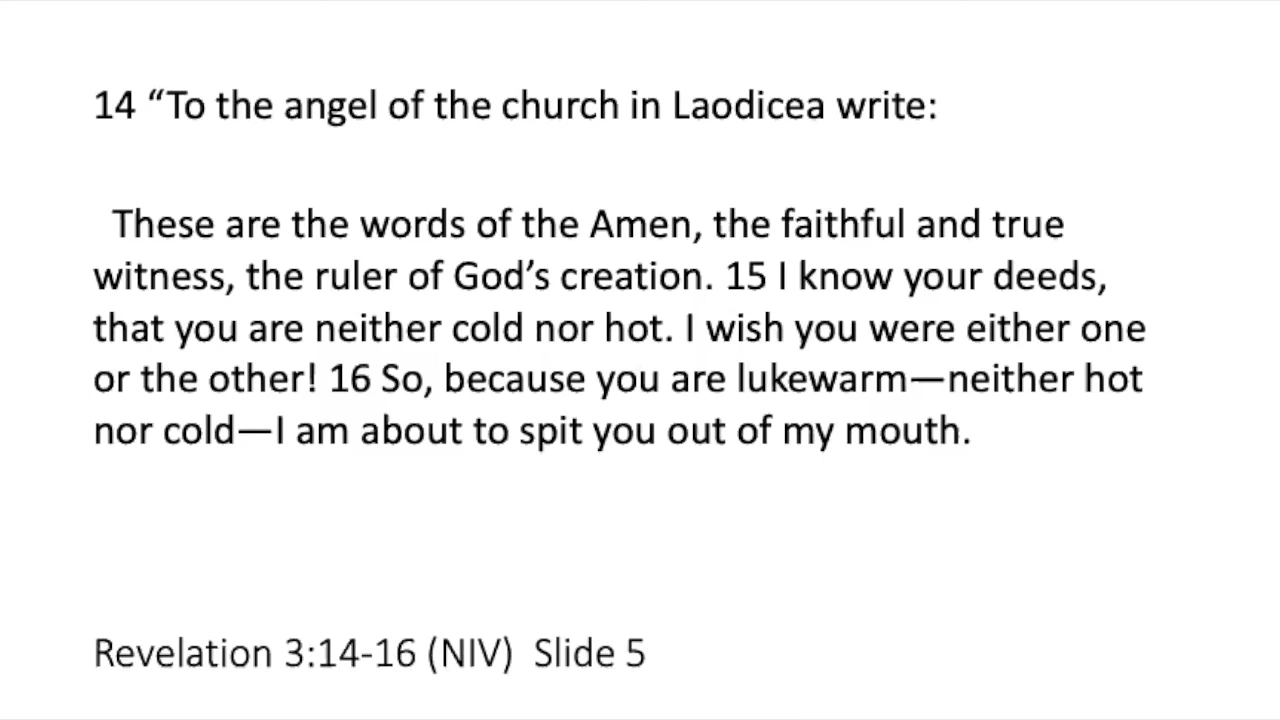 14 “To the angel of the church in Laodicea write:
These are the words of the Amen, the faithful and true
witness, the ruler of God’s creation. 15 I know your deeds,
that you are neither cold nor hot. I wish you were either one
or the other! 16 So, because you are lukewarm—neither hot
nor cold—I am about to spit you out of my mouth.
Revelation 3:14-16 (NIV)  Slide 5